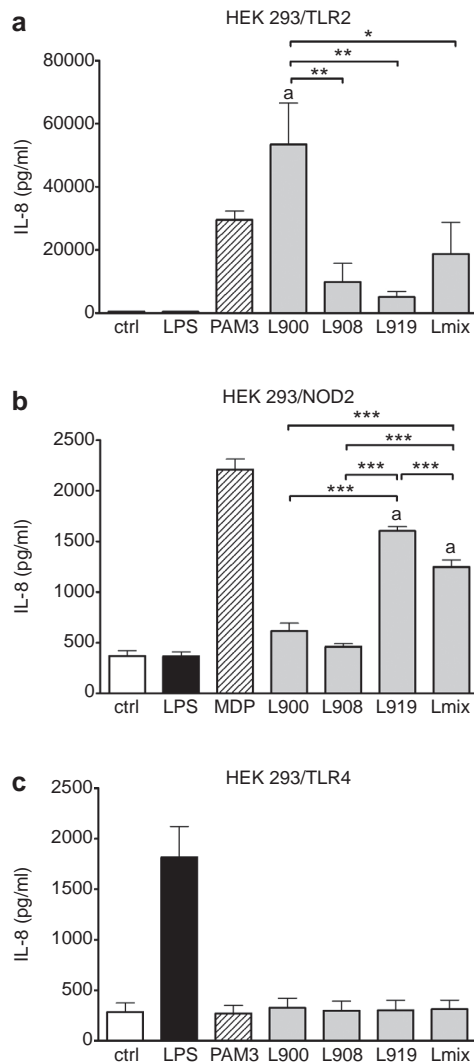 a
HEK 293/TLR2
*
**
**
a
80000
60000
40000
20000
0
IL-8 (pg/ml)
ctrl LPS PAM3 L900 L908 L919 Lmix
b
HEK 293/NOD2
***
***
*** ***
***
a
a
2500
2000
1500
1000
500
0
IL-8 (pg/ml)
ctrl LPS MDP L900 L908 L919 Lmix
c
HEK 293/TLR4
2500
2000
1500
1000
500
0
IL-8 (pg/ml)
ctrl LPS PAM3 L900 L908 L919 Lmix